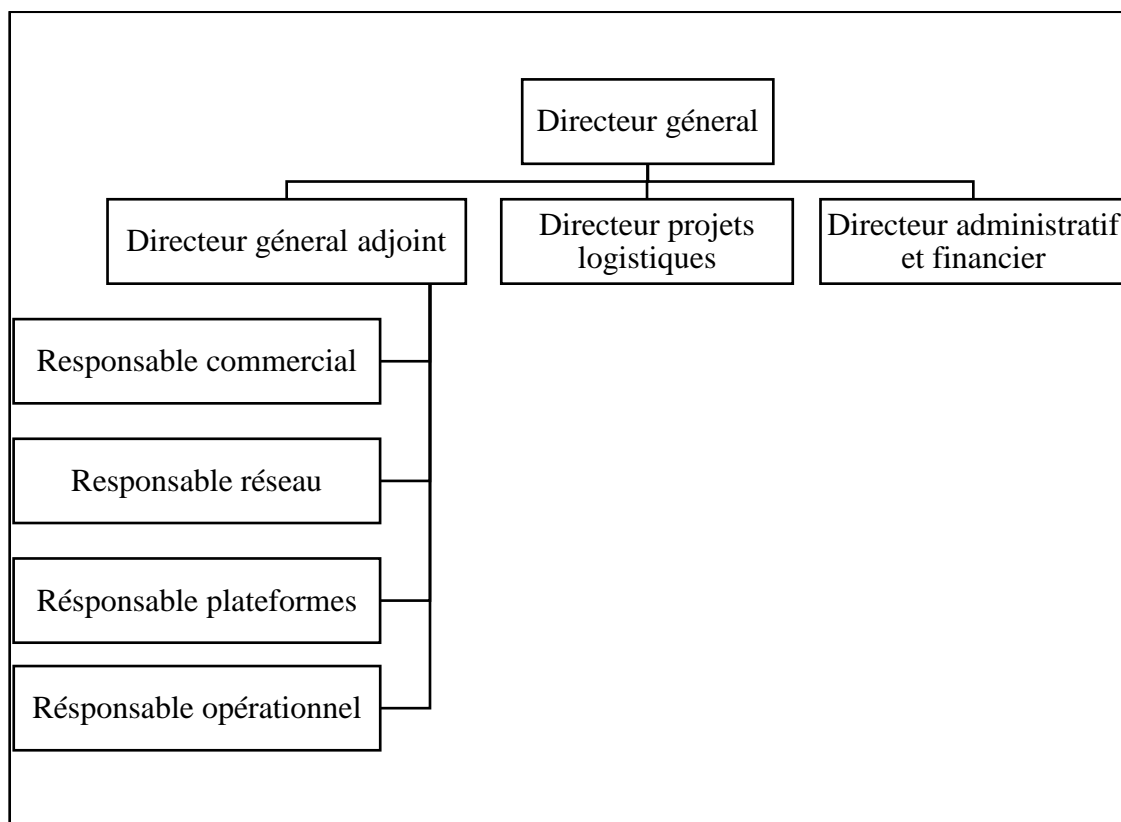 Directeur géneral
Directeur géneral adjoint
Directeur projets
logistiques
Directeur administratif
et financier
Responsable commercial
Responsable réseau
Résponsable plateformes
Résponsable opérationnel